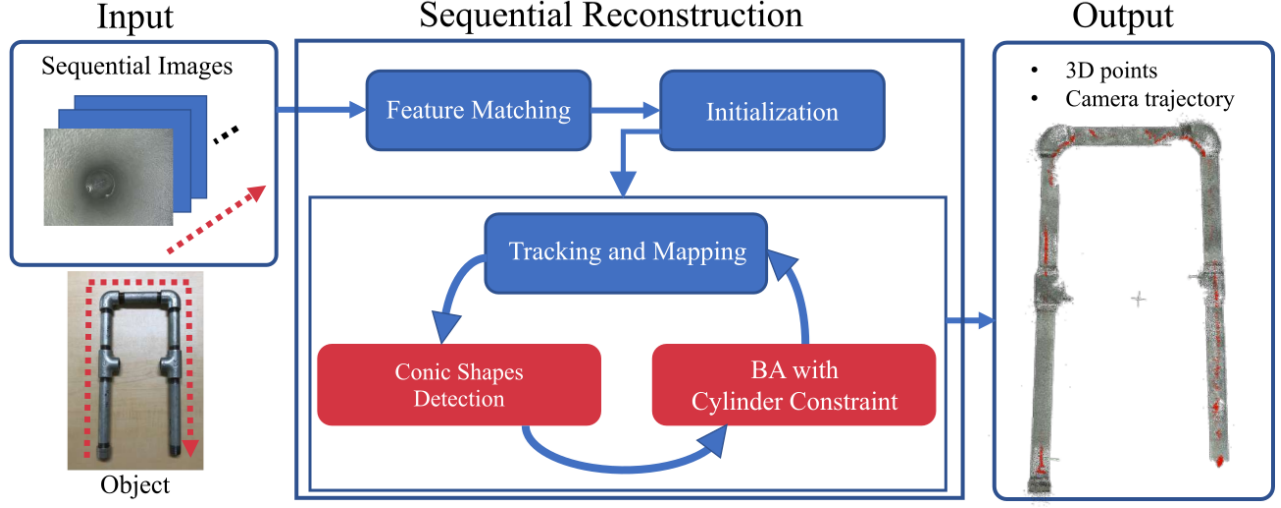 Input
Sequential Images
Object
Sequential Reconstruction
Feature Matching
Initialization
Tracking and Mapping
Conic Shapes
Detection
BA with
Cylinder Constraint
Output
• 3D points
• Camera trajectory